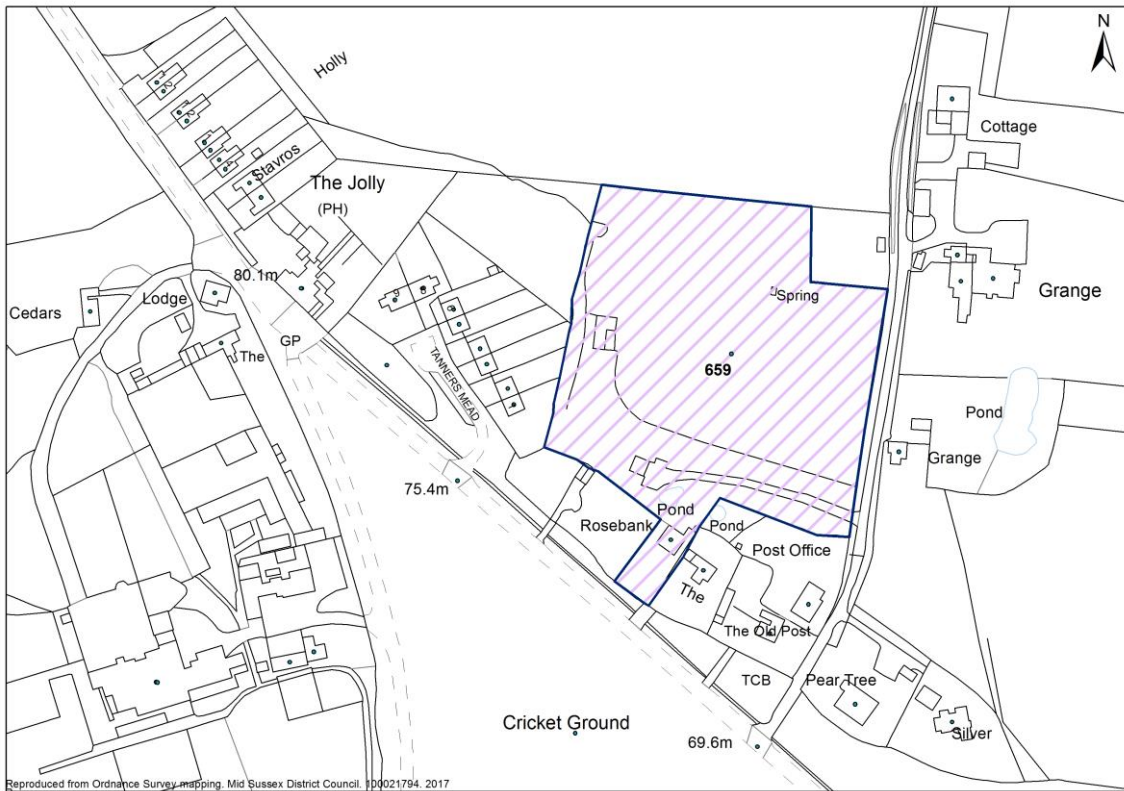 N
Holly
Cottage
Stavros
The Jolly
(PH)
80.1m
Lodge
Cedars
Grange
Spring
The
GP
659
TANNERS MEAD
Pond
Grange
75.4m
Rosebank
Pond
Pond
Post Office
The
The Old Post
TCB
Pear Tree
Cricket Ground
69.6m
Silver
Reproduced from Ordnance Survey mapping. Mid Sussex District Council. 100021794. 2017